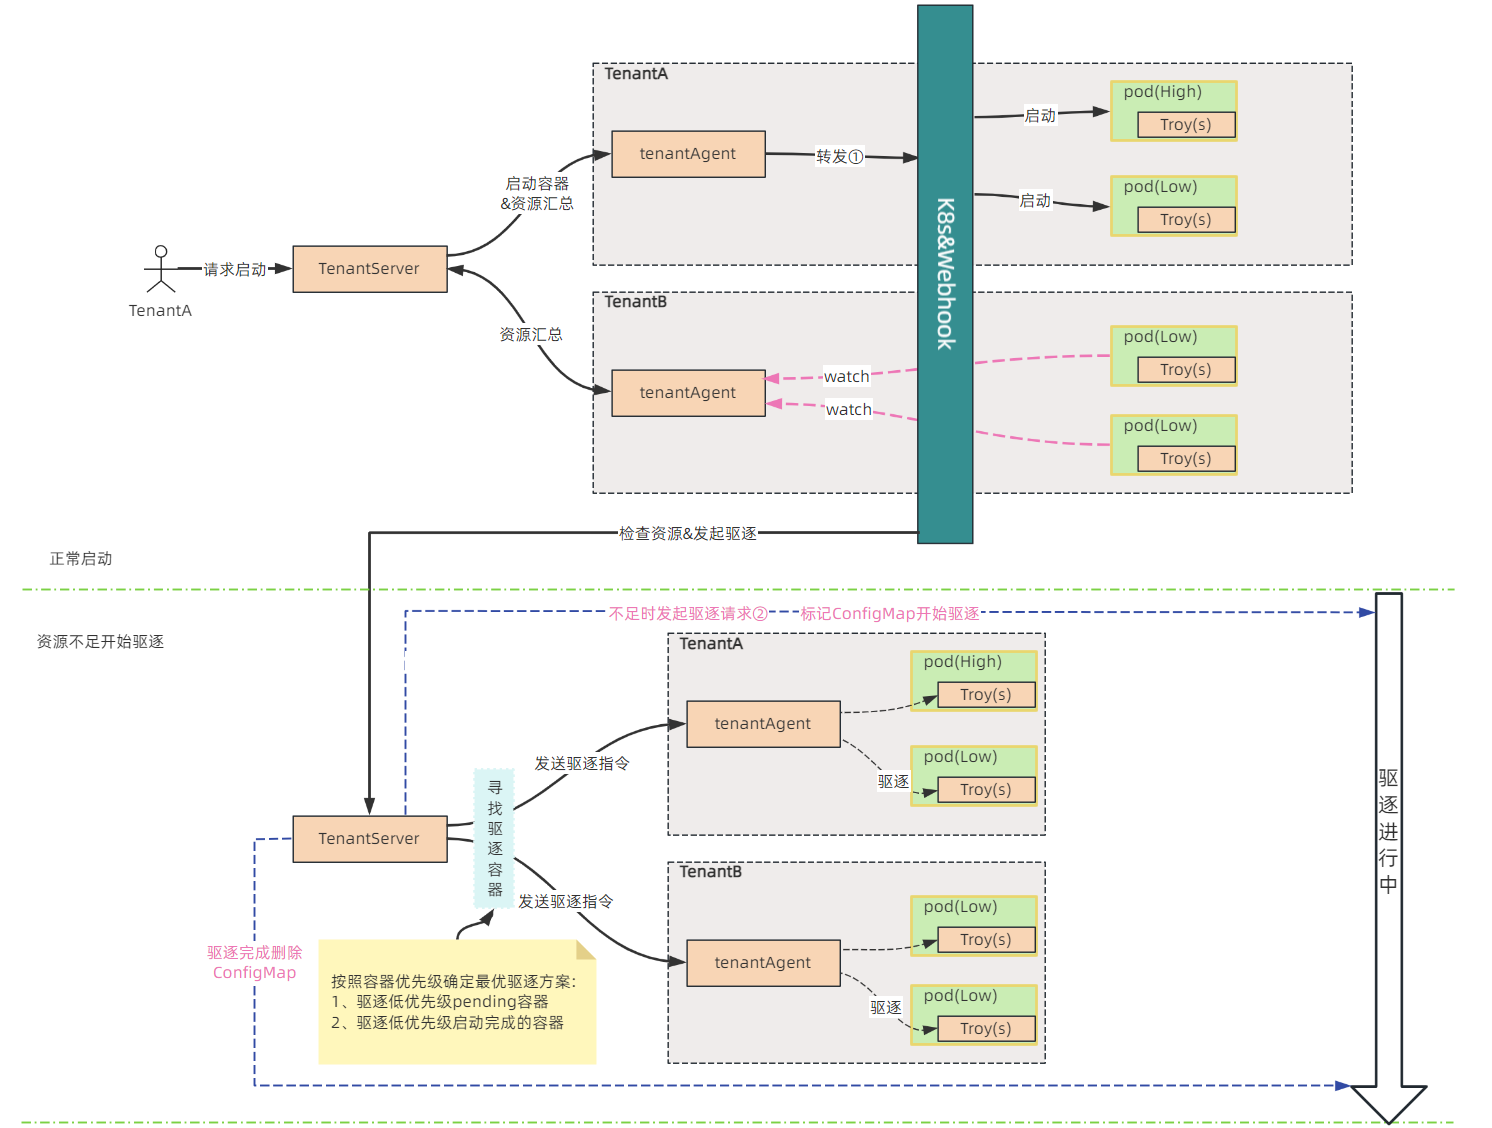 TenantA
pod(High)
Troy(s)
启动
tenantAgent
转发①
启动容器
&资源汇总
pod(Low)
Troy(s)
启动
K8s&Webhook
请求启动
TenantServer
TenantA
TenantB
资源汇总
pod(Low)
Troy(s)
watch
tenantAgent
watch
pod(Low)
Troy(s)
检查资源&发起驱逐
正常启动
不足时发起驱逐请求②
标记ConfigMap开始驱逐
资源不足开始驱逐
TenantA
pod(High)
Troy(s)
tenantAgent
发送驱逐指令
pod(Low)
驱逐
Troy(s)
驱逐进行中
寻找驱逐容器
TenantServer
TenantB
发送驱逐指令
pod(Low)
Troy(s)
tenantAgent
驱逐完成删除
ConfigMap
按照容器优先级确定最优驱逐方案：
1、驱逐低优先级pending容器
2、驱逐低优先级启动完成的容器
pod(Low)
驱逐
Troy(s)